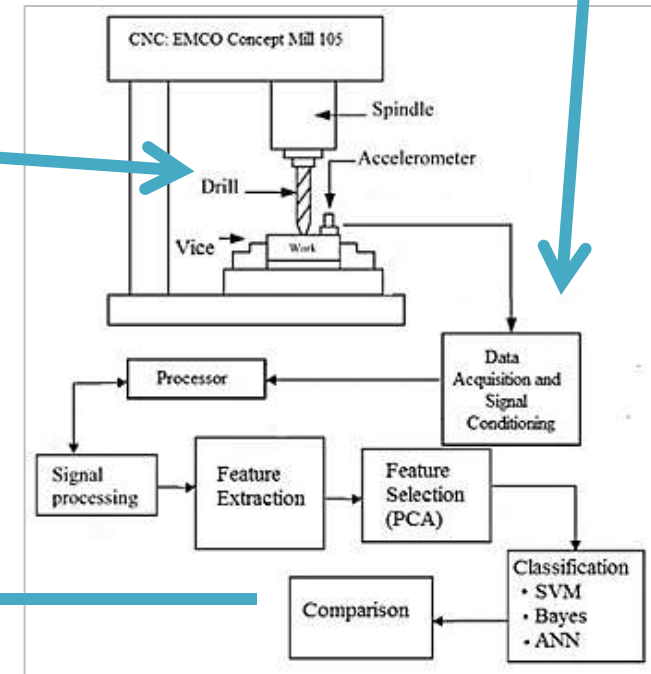 CNC: EMCO Concept Mill 105
Spindle
Accelerometer
Drill
Vice
Work
Data
Acquisition and
Signal
Conditioning
Processor
Signal
processing
Feature
Extraction
Feature
Selection
(PCA)
Classification
• SVM
• Bayes
• ANN
Comparison